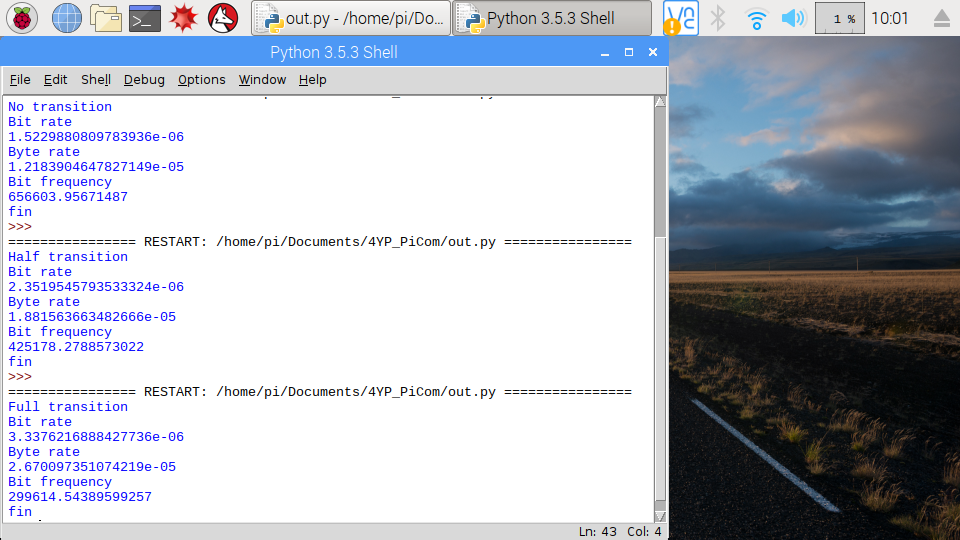 out.py - /home/pi/Do...
Python 3.5.3 Shell
1 %
10:01
Python 3.5.3 Shell
File Edit Shell Debug Options Window Help
No transition
Bit rate
1.5229880809783936e-06
Byte rate
1.2183904647827149e-05
Bit frequency
656603.95671487
fin
>>>
================ RESTART: /home/pi/Documents/4YP_PiCom/out.py ================
Half transition
Bit rate
2.3519545793533324e-06
Byte rate
1.881563663482666e-05
Bit frequency
425178.2788573022
fin
>>>
================ RESTART: /home/pi/Documents/4YP_PiCom/out.py ================
Full transition
Bit rate
3.3376216888427736e-06
Byte rate
2.670097351074219e-05
Bit frequency
299614.54389599257
fin
Ln: 43 Col: 4